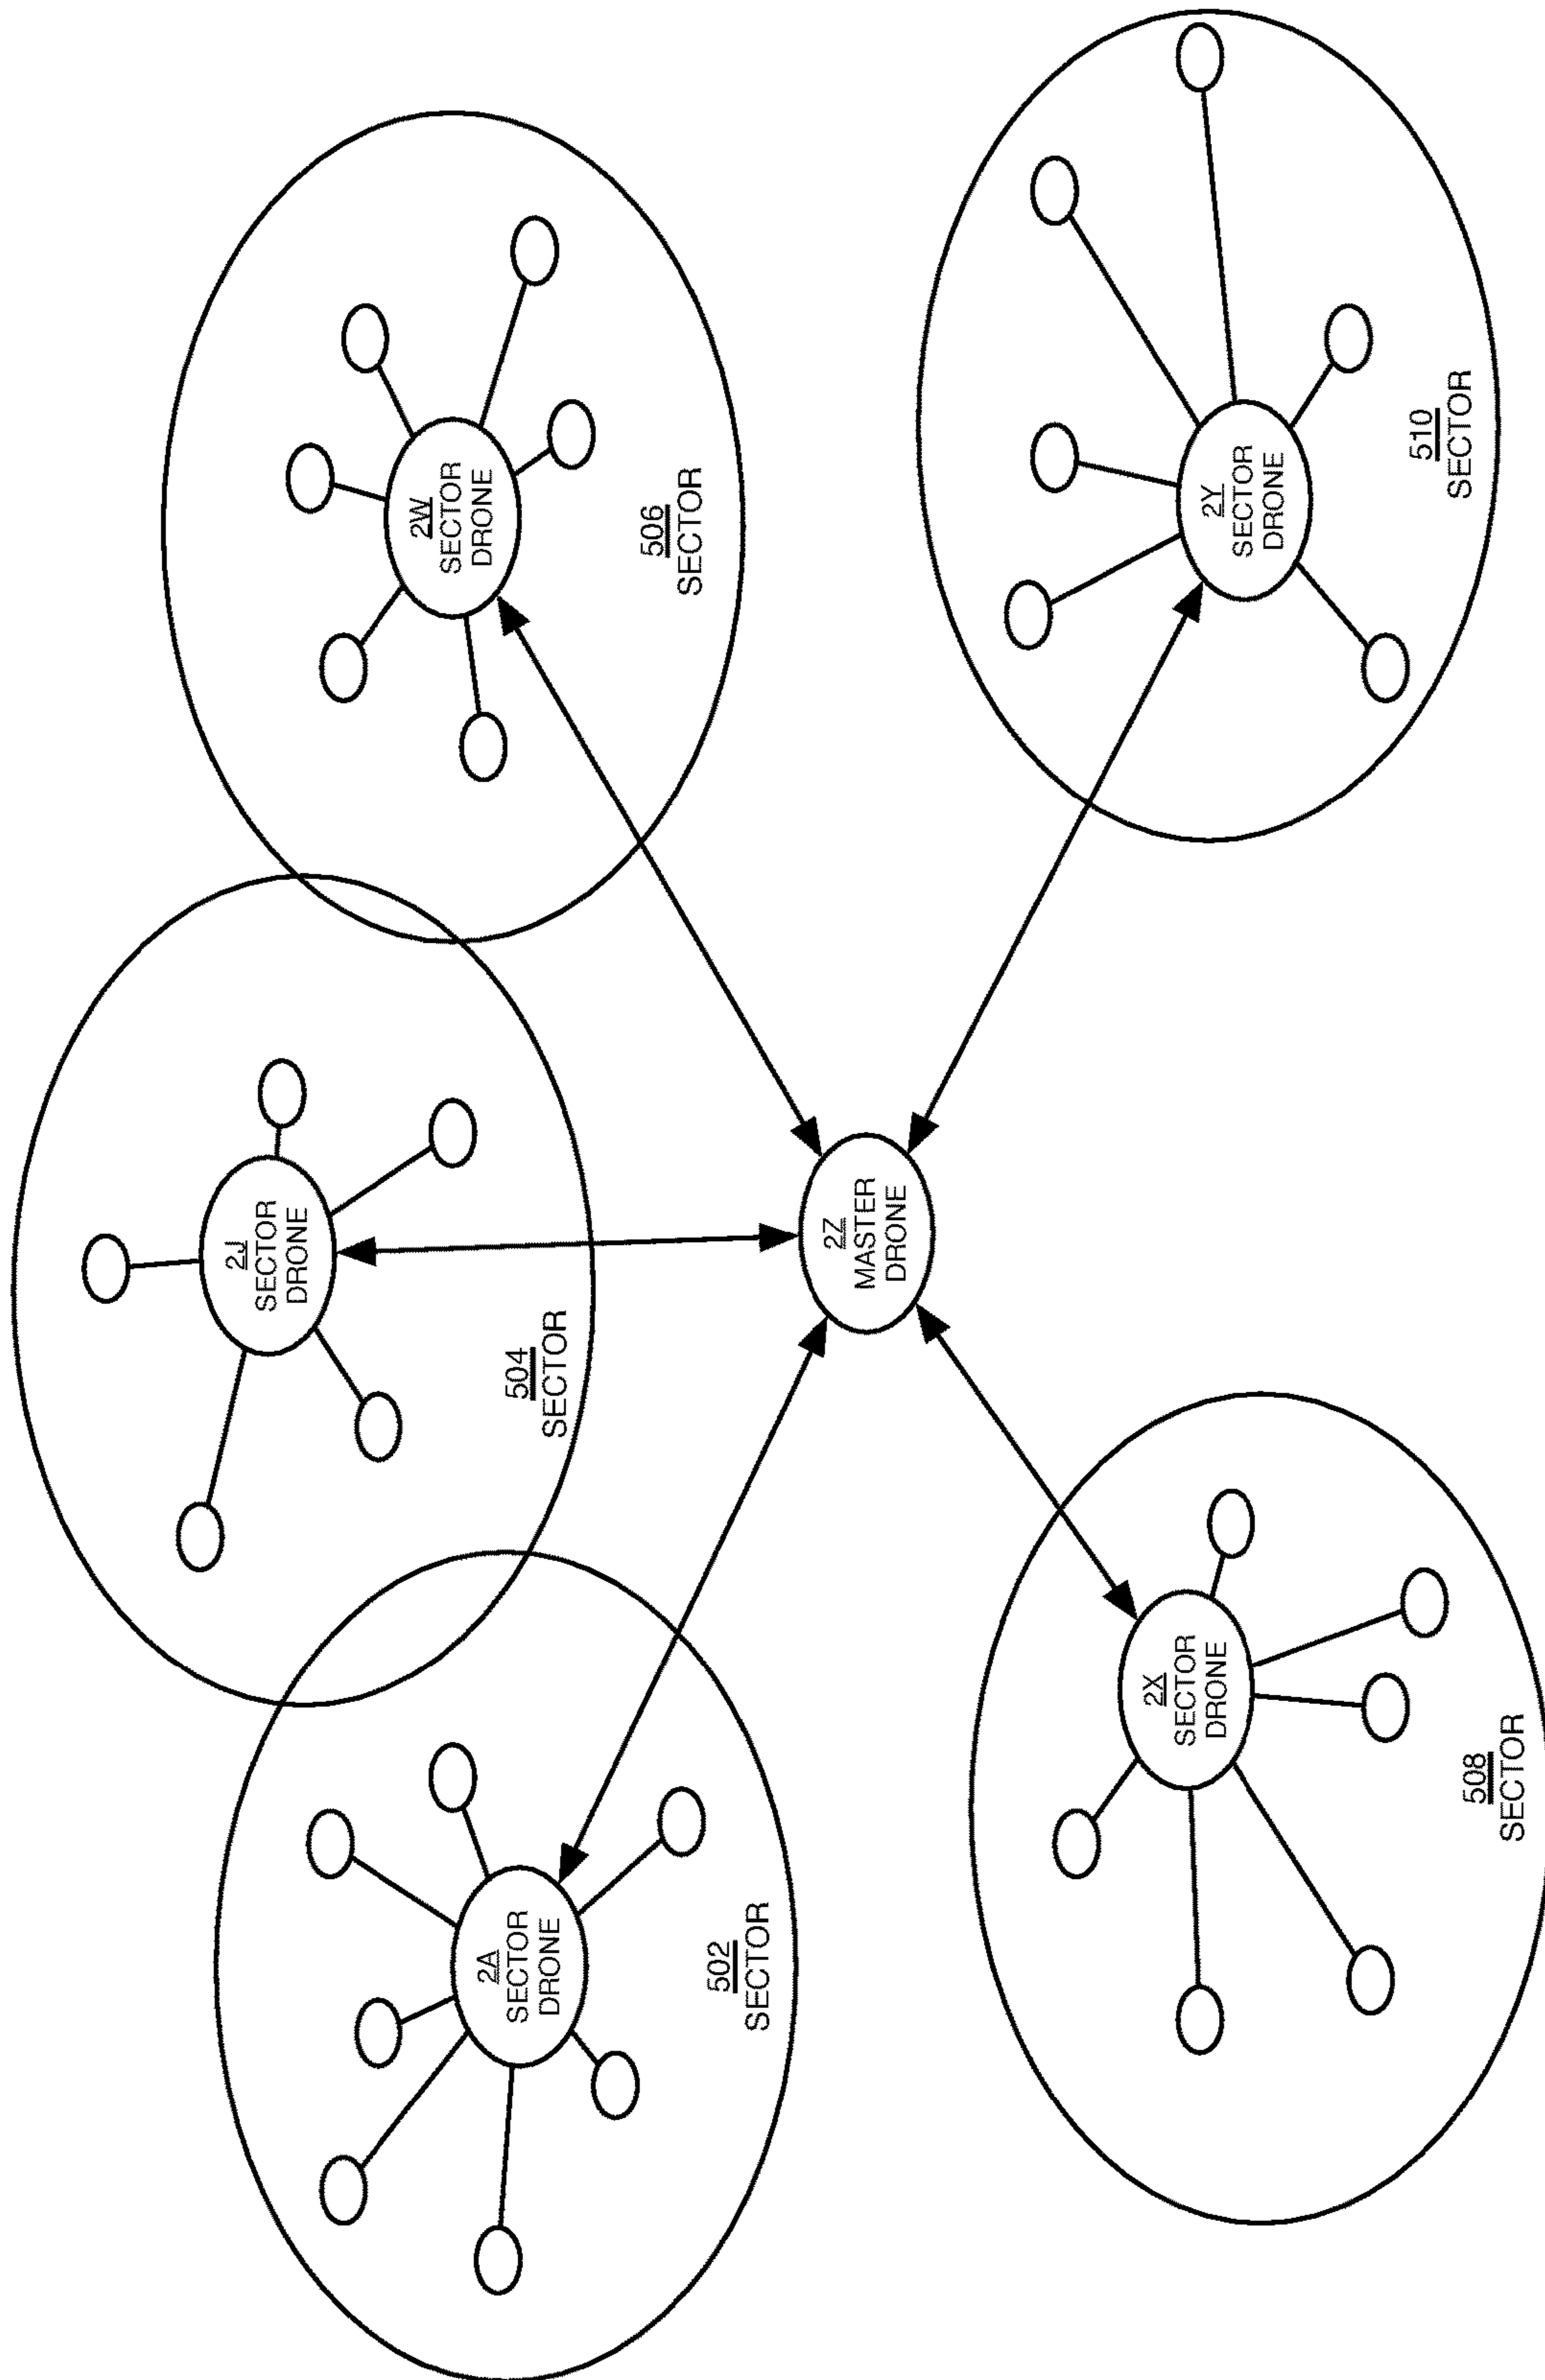 2J
SECTOR
DRONE
504
SECTOR
2W
SECTOR
DRONE
506
SECTOR
2A
SECTOR
DRONE
502
SECTOR
2Z
MASTER
DRONE
2X
SECTOR
DRONE
508
SECTOR
2Y
SECTOR
DRONE
510
SECTOR